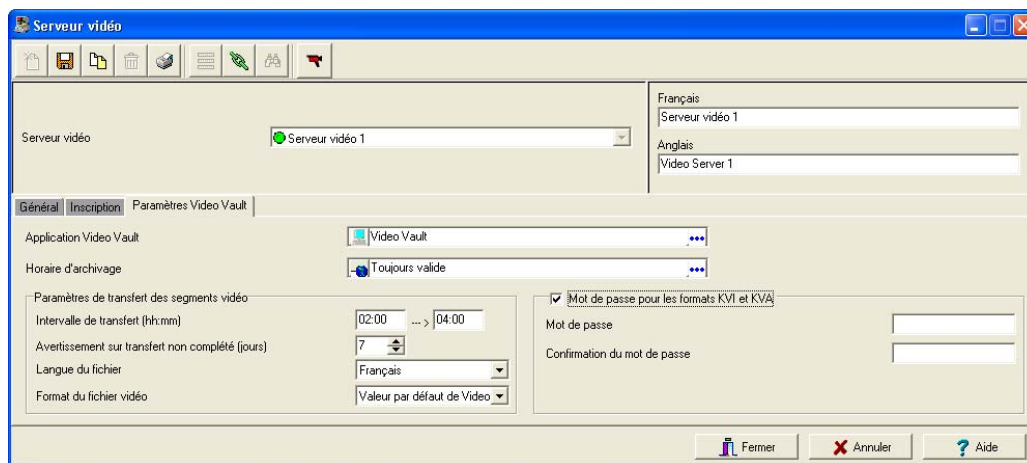 Serveur vidéo
Français
Serveur vidéo 1
Serveur vidéo
Serveur vidéo 1
Anglais
Video Server 1
Général Inscription Paramètres Video Vault
Application Video Vault
Video Vault
Horaire d'archivage
Toujours valide
Paramètres de transfert des segments vidéo
Intervalle de transfert (hh:mm)
02:00 ...> 04:00
Avertissement sur transfert non complété (jours)
7
Langue du fichier
Français
Format du fichier vidéo
Valeur par défaut de Video
Mot de passe pour les formats KVI et KVA
Mot de passe
Confirmation du mot de passe
Fermer Annuler Aide